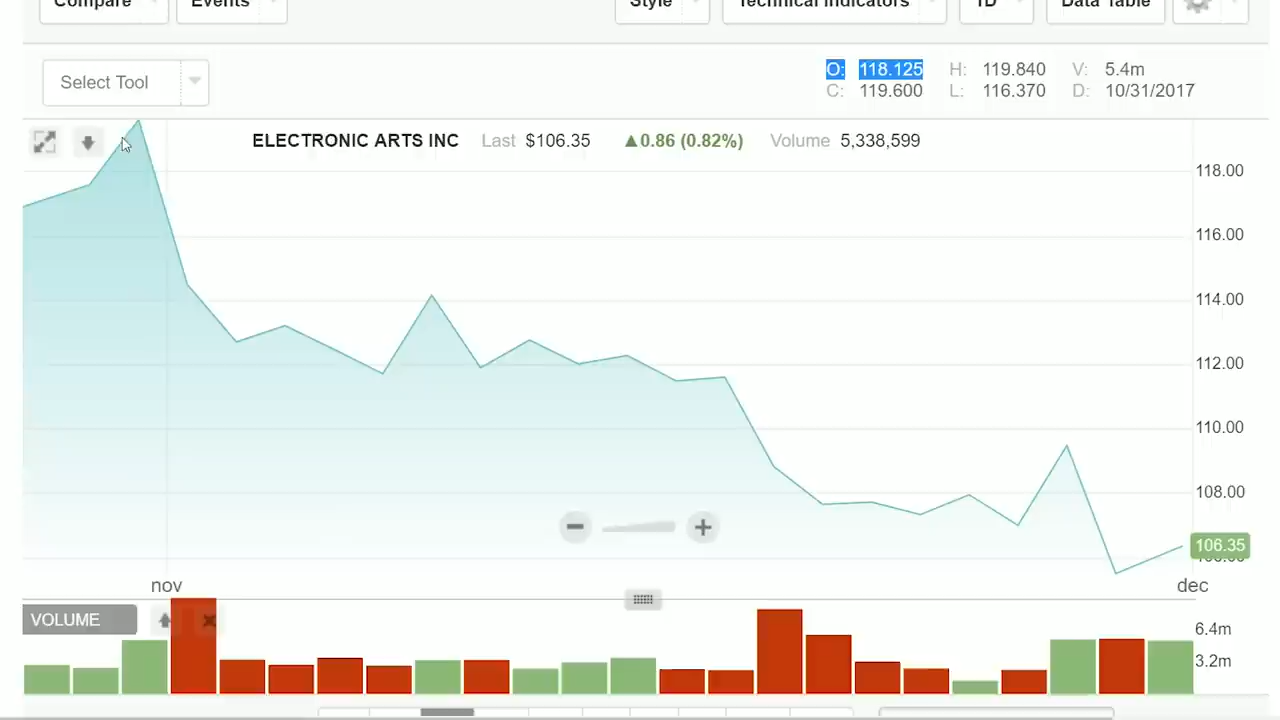 Compare Events Style Technical Indicators 1D Data Table
Select Tool
O: 118.125 H: 119.840 V: 5.4m
C: 119.600 L: 116.370 D: 10/31/2017
ELECTRONIC ARTS INC Last $106.35 ▲0.86 (0.82%) Volume 5,338,599
118.00
116.00
114.00
112.00
110.00
108.00
106.35
nov dec
VOLUME
6.4m
3.2m